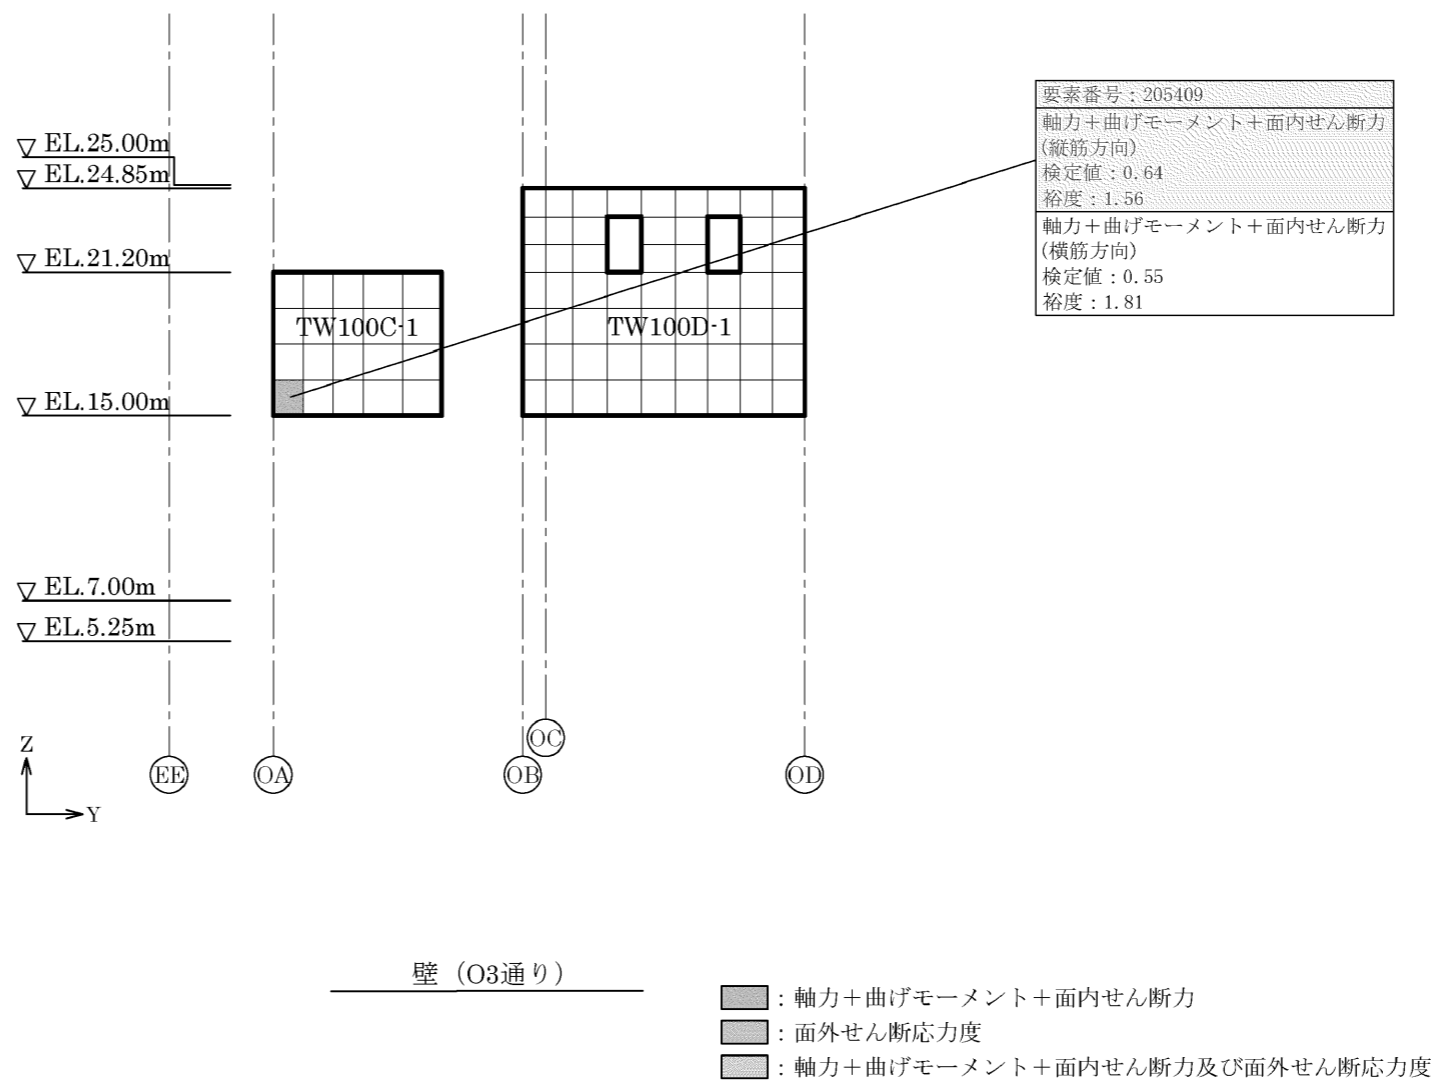 要素番号：205409
軸力＋曲げモーメント＋面内せん断力
(縦筋方向)
検定値：0.64
裕度：1.56
軸力＋曲げモーメント＋面内せん断力
(横筋方向)
検定値：0.55
裕度：1.81
▽ EL.25.00m
▽ EL.24.85m
▽ EL.21.20m
TW100C-1
TW100D-1
▽ EL.15.00m
▽ EL.7.00m
▽ EL.5.25m
Z
Y
EE
OA
OB
OC
OD
壁（O3通り）
：軸力＋曲げモーメント＋面内せん断力
：面外せん断応力度
：軸力＋曲げモーメント＋面内せん断力及び面外せん断応力度